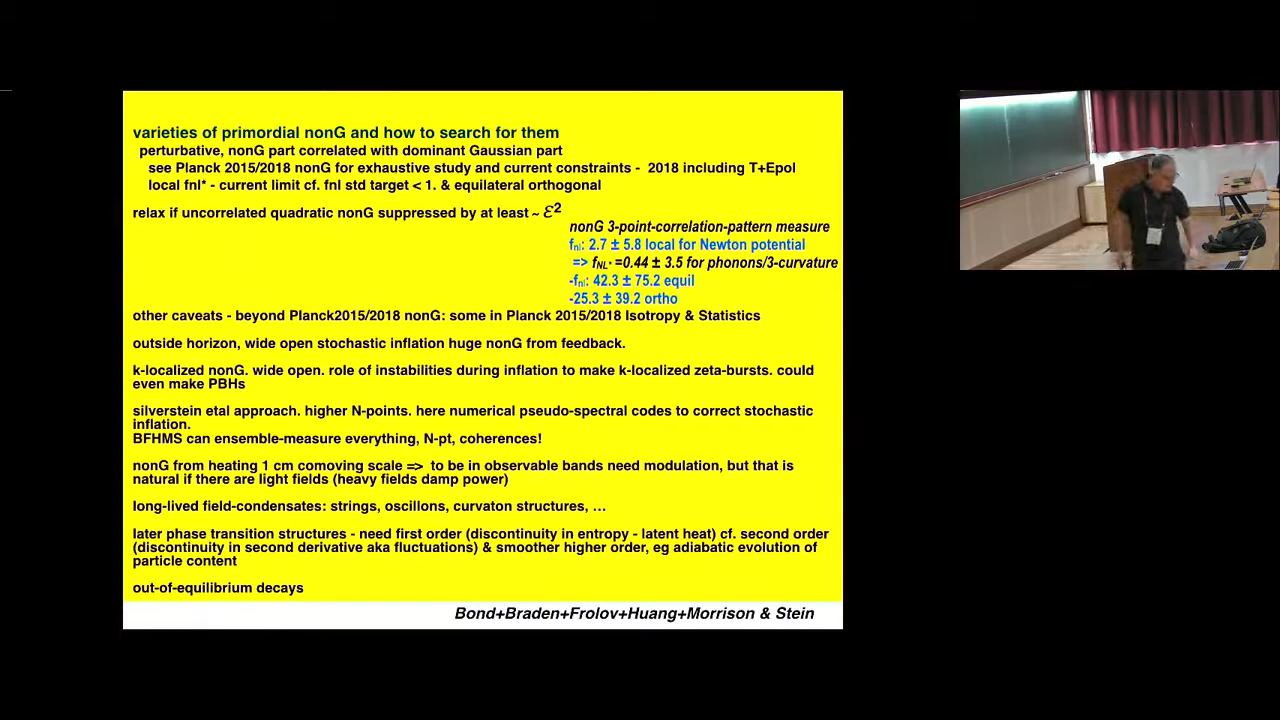 varieties of primordial nonG and how to search for them
perturbative, nonG part correlated with dominant Gaussian part
see Planck 2015/2018 nonG for exhaustive study and current constraints - 2018 including T+Epol
local fnl* - current limit cf. fnl std target < 1. & equilateral orthogonal
relax if uncorrelated quadratic nonG suppressed by at least ~ ε2
nonG 3-point-correlation-pattern measure
fnl: 2.7 ± 5.8 local for Newton potential
=> fNL* =0.44 ± 3.5 for phonons/3-curvature
-fnl: 42.3 ± 75.2 equil
-25.3 ± 39.2 ortho
other caveats - beyond Planck2015/2018 nonG: some in Planck 2015/2018 Isotropy & Statistics
outside horizon, wide open stochastic inflation huge nonG from feedback.
k-localized nonG. wide open. role of instabilities during inflation to make k-localized zeta-bursts. could
even make PBHs
silverstein etal approach. higher N-points. here numerical pseudo-spectral codes to correct stochastic
inflation.
BFHMS can ensemble-measure everything, N-pt, coherences!
nonG from heating 1 cm comoving scale => to be in observable bands need modulation, but that is
natural if there are light fields (heavy fields damp power)
long-lived field-condensates: strings, oscillons, curvaton structures, …
later phase transition structures - need first order (discontinuity in entropy - latent heat) cf. second order
(discontinuity in second derivative aka fluctuations) & smoother higher order, eg adiabatic evolution of
particle content
out-of-equilibrium decays
Bond+Braden+Frolov+Huang+Morrison & Stein